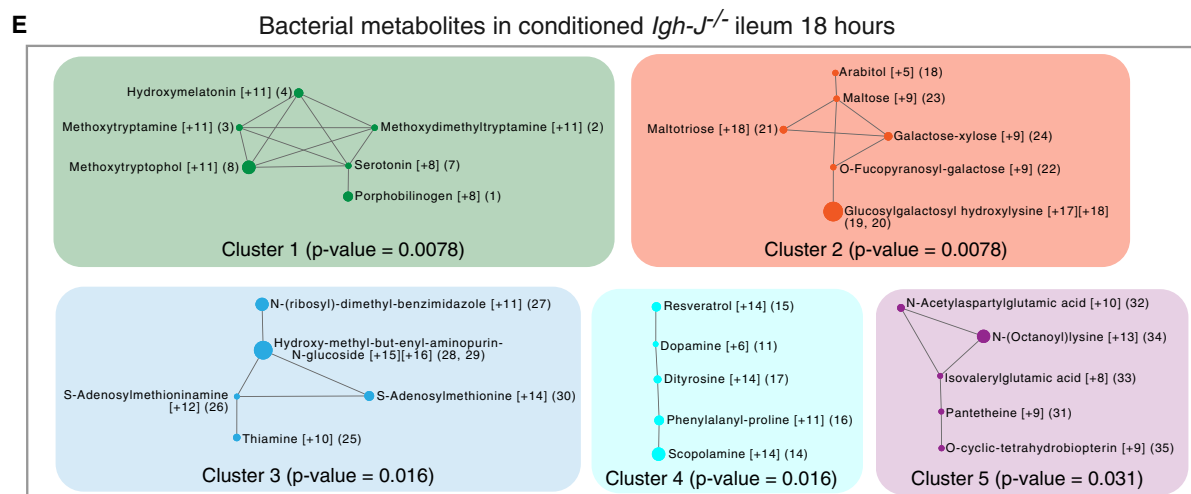 E
Bacterial metabolites in conditioned Igh-J-/- ileum 18 hours
Hydroxymelatonin [+11] (4)
Methoxytryptamine [+11] (3)
Methoxydimethyltryptamine [+11] (2)
Methoxytryptophol [+11] (8)
Serotonin [+8] (7)
Porphobilinogen [+8] (1)
Cluster 1 (p-value = 0.0078)
Arabitol [+5] (18)
Maltose [+9] (23)
Maltotriose [+18] (21)
Galactose-xylose [+9] (24)
O-Fucopyranosyl-galactose [+9] (22)
Glucosylgalactosyl hydroxylysine [+17][+18]
(19, 20)
Cluster 2 (p-value = 0.0078)
N-(ribosyl)-dimethyl-benzimidazole [+11] (27)
Hydroxy-methyl-but-enyl-aminopurin-
N-glucoside [+15][+16] (28, 29)
S-Adenosylmethioninamine
[+12] (26)
S-Adenosylmethionine [+14] (30)
Thiamine [+10] (25)
Cluster 3 (p-value = 0.016)
Resveratrol [+14] (15)
Dopamine [+6] (11)
Dityrosine [+14] (17)
Phenylalanyl-proline [+11] (16)
Scopolamine [+14] (14)
Cluster 4 (p-value = 0.016)
N-Acetylaspartylglutamic acid [+10] (32)
N-(Octanoyl)lysine [+13] (34)
Isovalerylglutamic acid [+8] (33)
Pantetheine [+9] (31)
O-cyclic-tetrahydrobiopterin [+9] (35)
Cluster 5 (p-value = 0.031)